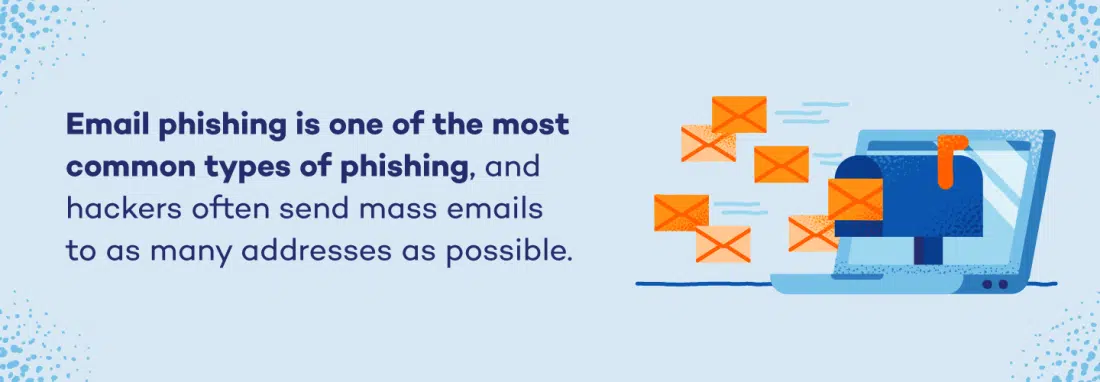 Email phishing is one of the most
common types of phishing, and
hackers often send mass emails
to as many addresses as possible.